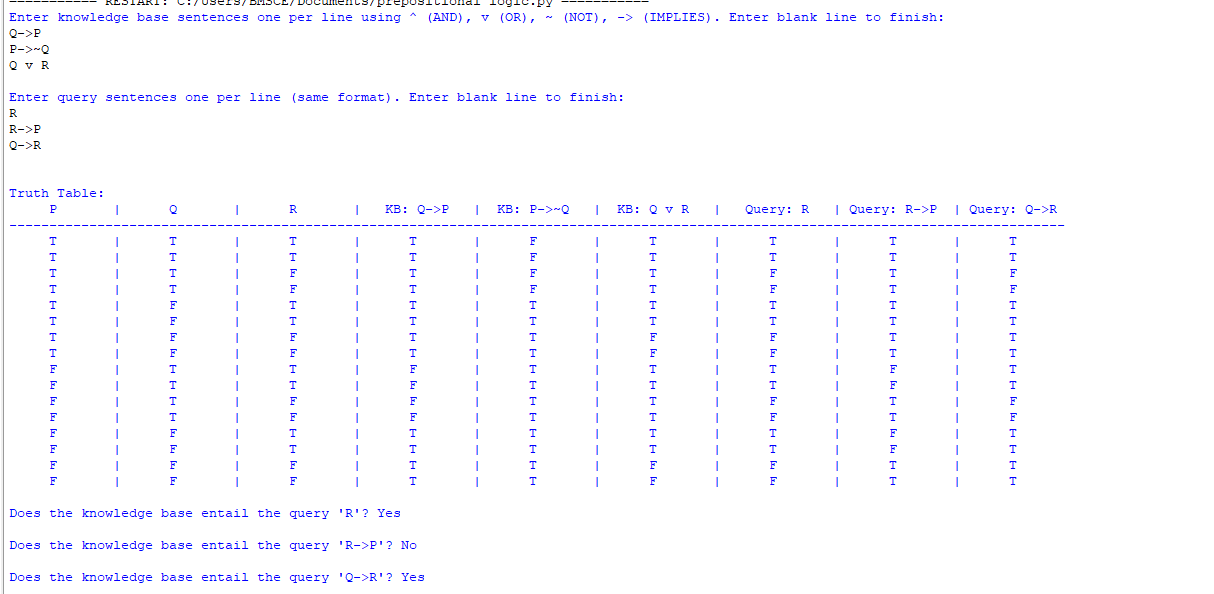 =========== RESTART: C:/Users/BMSCE/Documents/prepositional logic.py ===========
Enter knowledge base sentences one per line using ^ (AND), v (OR), ~ (NOT), -> (IMPLIES). Enter blank line to finish:
Q->P
P->~Q
Q v R
Enter query sentences one per line (same format). Enter blank line to finish:
R
R->P
Q->R
Truth Table:
P | Q | R | KB: Q->P | KB: P->~Q | KB: Q v R | Query: R | Query: R->P | Query: Q->R
T | T | T | T | F | T | T | T | T
T | T | T | T | F | T | T | T | T
T | T | F | T | F | T | F | T | F
T | T | F | T | F | T | F | T | F
T | F | T | T | T | T | T | T | T
T | F | T | T | T | T | T | T | T
T | F | F | T | T | F | F | T | T
T | F | F | T | T | F | F | T | T
F | T | T | F | T | T | T | F | T
F | T | T | F | T | T | T | F | T
F | T | F | F | T | T | F | T | F
F | T | F | F | T | T | F | T | F
F | F | T | T | T | T | T | F | T
F | F | T | T | T | T | T | F | T
F | F | F | T | T | F | F | T | T
F | F | F | T | T | F | F | T | T
Does the knowledge base entail the query 'R'? Yes
Does the knowledge base entail the query 'R->P'? No
Does the knowledge base entail the query 'Q->R'? Yes